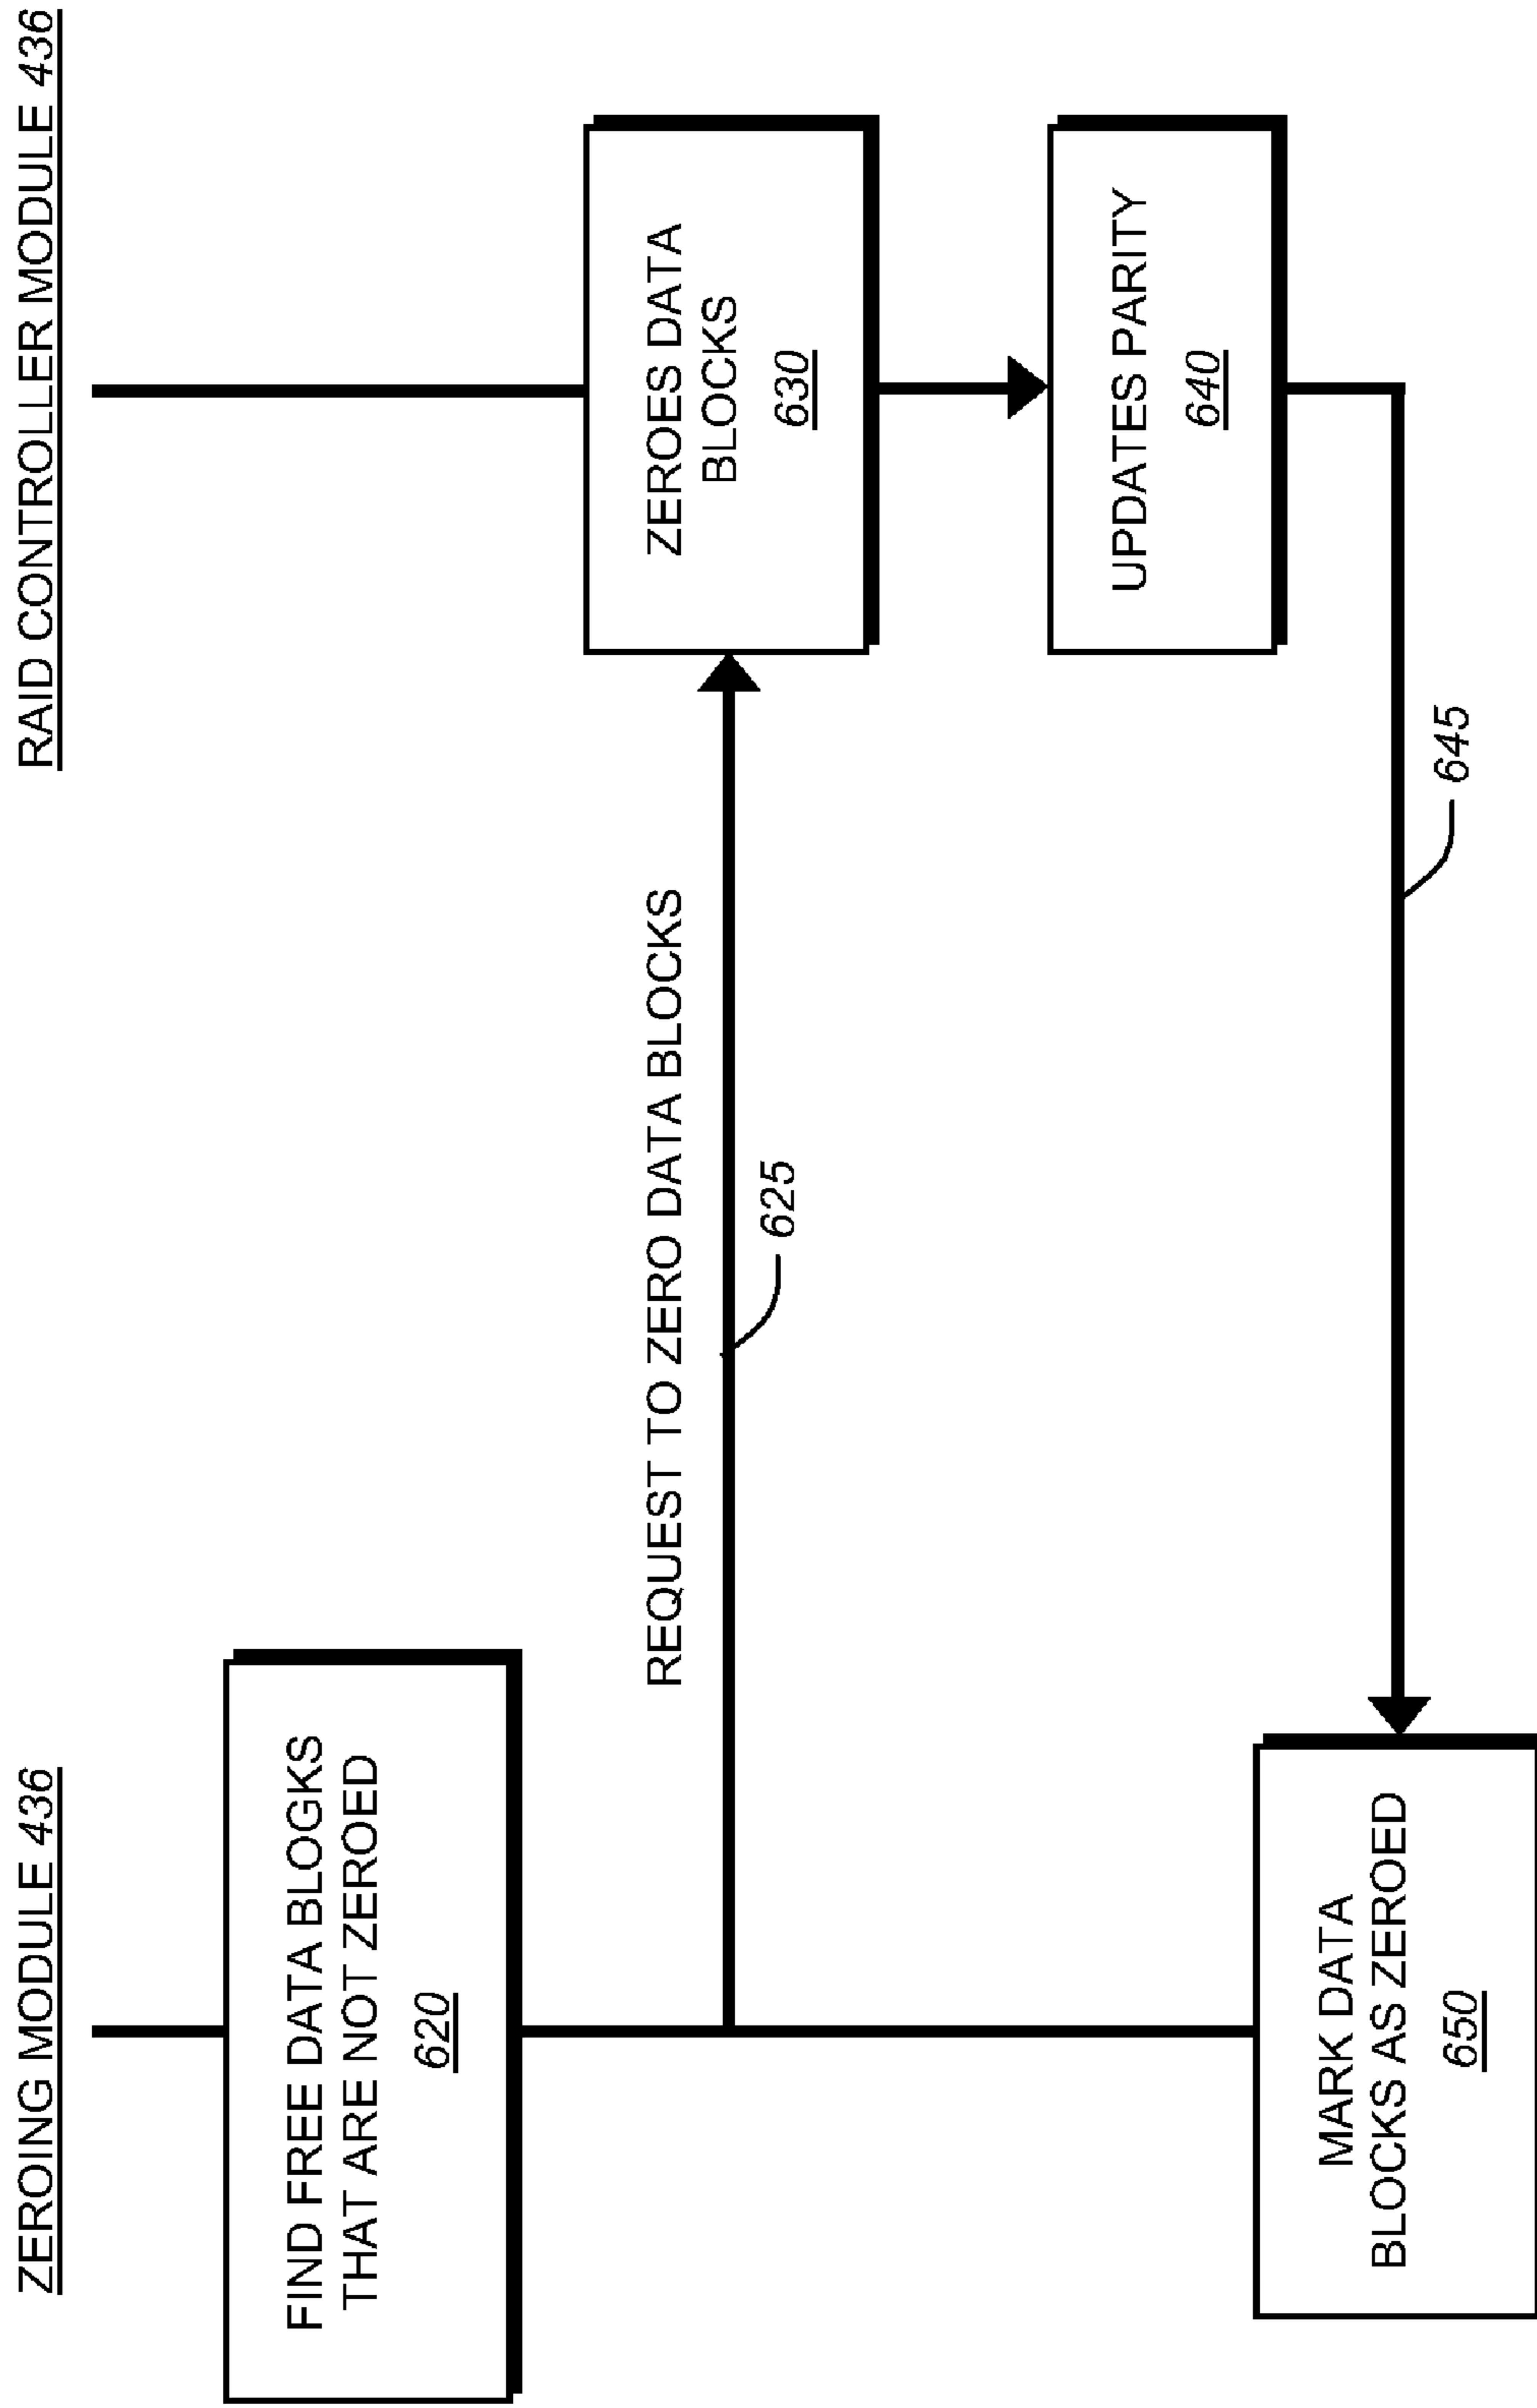 ZEROING MODULE 436
RAID CONTROLLER MODULE 436
FIND FREE DATA BLOGKS
THAT ARE NOT ZEROED
620
REQUEST TO ZERO DATA BLOCKS
625
ZEROES DATA
BLOCKS
630
UPDATES PARITY
640
645
MARK DATA
BLOCKS AS ZEROED
650